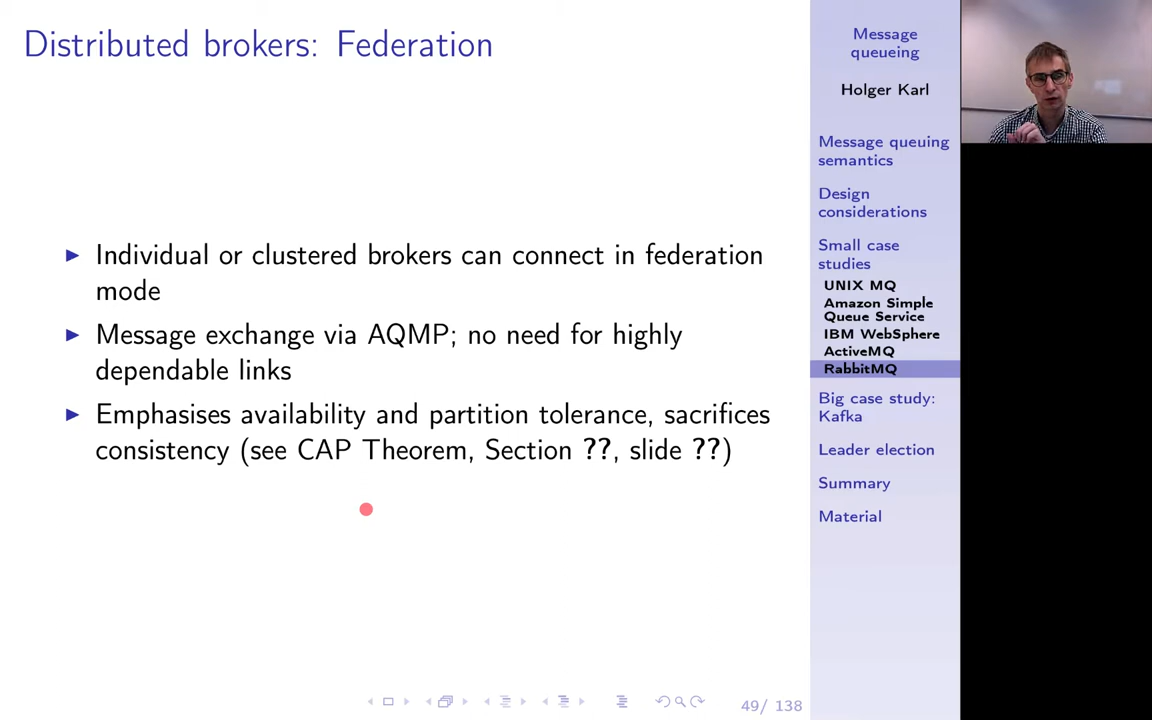 Distributed brokers: Federation
Individual or clustered brokers can connect in federation
mode
Message exchange via AQMP; no need for highly
dependable links
Emphasises availability and partition tolerance, sacrifices
consistency (see CAP Theorem, Section ??, slide ??)
49/ 138
Message
queueing
Holger Karl
Message queuing
semantics
Design
considerations
Small case
studies
UNIX MQ
Amazon Simple
Queue Service
IBM WebSphere
ActiveMQ
RabbitMQ
Big case study:
Kafka
Leader election
Summary
Material